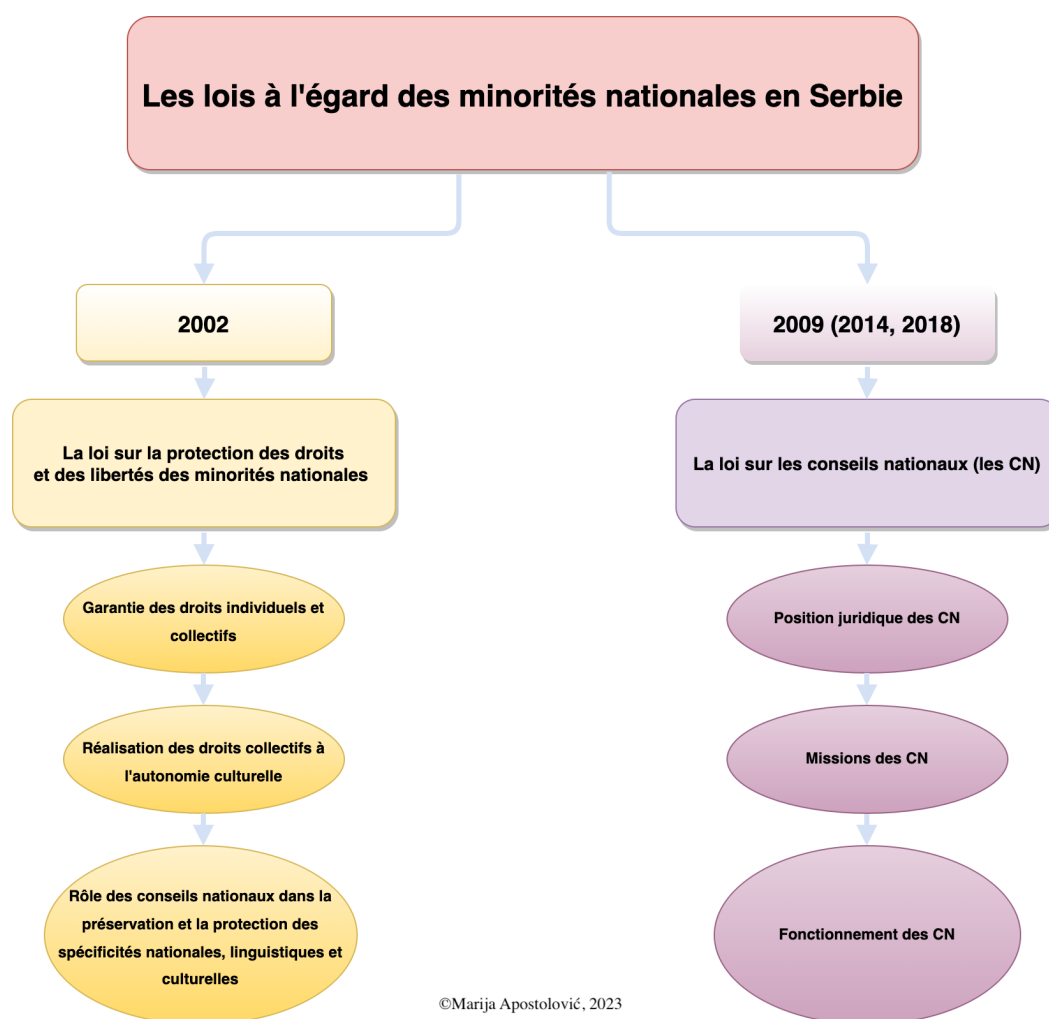 Les lois à l'égard des minorités nationales en Serbie
2002
La loi sur la protection des droits
et des libertés des minorités nationales
Garantie des droits individuels et
collectifs
Réalisation des droits collectifs à
l'autonomie culturelle
Rôle des conseils nationaux dans la
préservation et la protection des
spécificités nationales, linguistiques et
culturelles
2009 (2014, 2018)
La loi sur les conseils nationaux (les CN)
Position juridique des CN
Missions des CN
Fonctionnement des CN
©Marija Apostolović, 2023